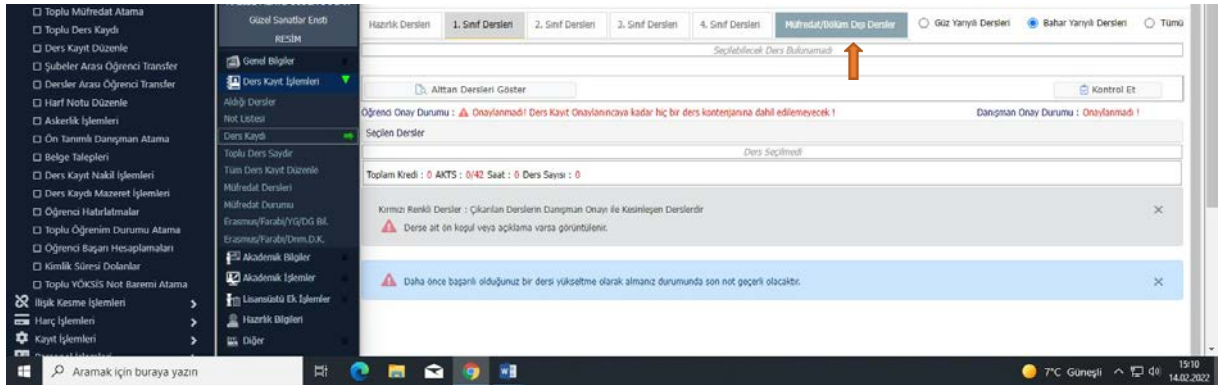 Toplu Müfredat Atama
Toplu Ders Kaydı
Ders Kayıt Düzenle
Şubeler Arası Öğrenci Transfer
Dersler Arası Öğrenci Transfer
Harf Notu Düzenle
Askerlik İşlemleri
Ön Tanımlı Danışman Atama
Belge Talepleri
Ders Kayıt Nakil İşlemleri
Ders Kaydı Mazeret İşlemleri
Öğrenci Hatırlatmalar
Toplu Öğrenim Durumu Atama
Öğrenci Başarı Hesaplamaları
Kimlik Süresi Dolanlar
Toplu YÖKSİS Not Baremi Atama
İlişik Kesme İşlemleri
Harç İşlemleri
Kayıt İşlemleri
Güzel Sanatlar Ensti
RESİM
Genel Bilgiler
Ders Kayıt İşlemleri
Aldığı Dersler
Not Listesi
Ders Kaydı
Toplu Ders Saydır
Tüm Ders Kayıt Düzenle
Müfredat Dersleri
Müfredat Durumu
Erasmus/Farabi/YG/DG Bil.
Erasmus/Farabi/Dnm.D.K.
Akademik Bilgiler
Akademik İşlemler
Lisansüstü Ek İşlemler
Hazırlık Bilgileri
Diğer
Hazırlık Dersleri 1. Sınıf Dersleri 2. Sınıf Dersleri 3. Sınıf Dersleri 4. Sınıf Dersleri Müfredat/Bölüm Dışı Dersler Güz Yarıyılı Dersleri Bahar Yarıyılı Dersleri Tümü
Seçilebilecek Ders Bulunamadı
Alttan Dersleri Göster Kontrol Et
Öğrenci Onay Durumu : Onaylanmadı! Ders Kayıt Onaylanıncaya kadar hiç bir ders kontenjanına dahil edilemeyecek ! Danışman Onay Durumu : Onaylanmadı !
Seçilen Dersler
Ders Seçilmedi
Toplam Kredi : 0 AKTS : 0/42 Saat : 0 Ders Sayısı : 0
Kırmızı Renkli Dersler : Çıkarılan Derslerin Danışman Onayı ile Kesinleşen Derslerdir
Derse ait ön koşul veya açıklama varsa görüntülenir.
Daha önce başarılı olduğunuz bir dersi yükseltme olarak almanız durumunda son not geçerli olacaktır.
Aramak için buraya yazın
7°C Güneşli
15:10
14.02.2022